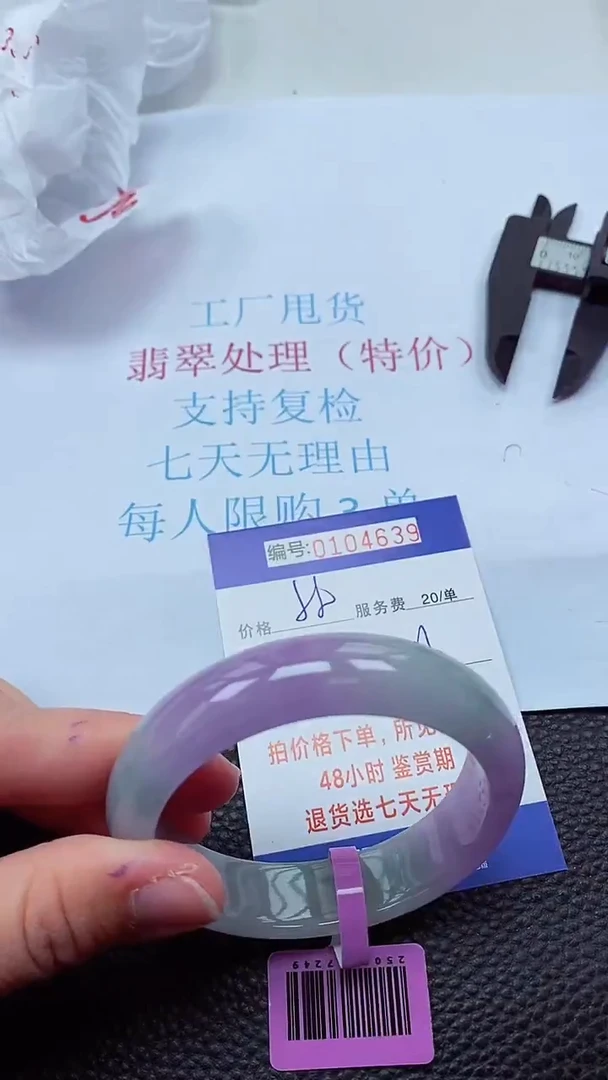 工厂甩货
翡翠处理（特价）
支持复检
七天无理由
每人限购3单
编号:0104639
价格
服务费 20/单
拍价格下单，所见
48小时 鉴赏期
退货选七天无理